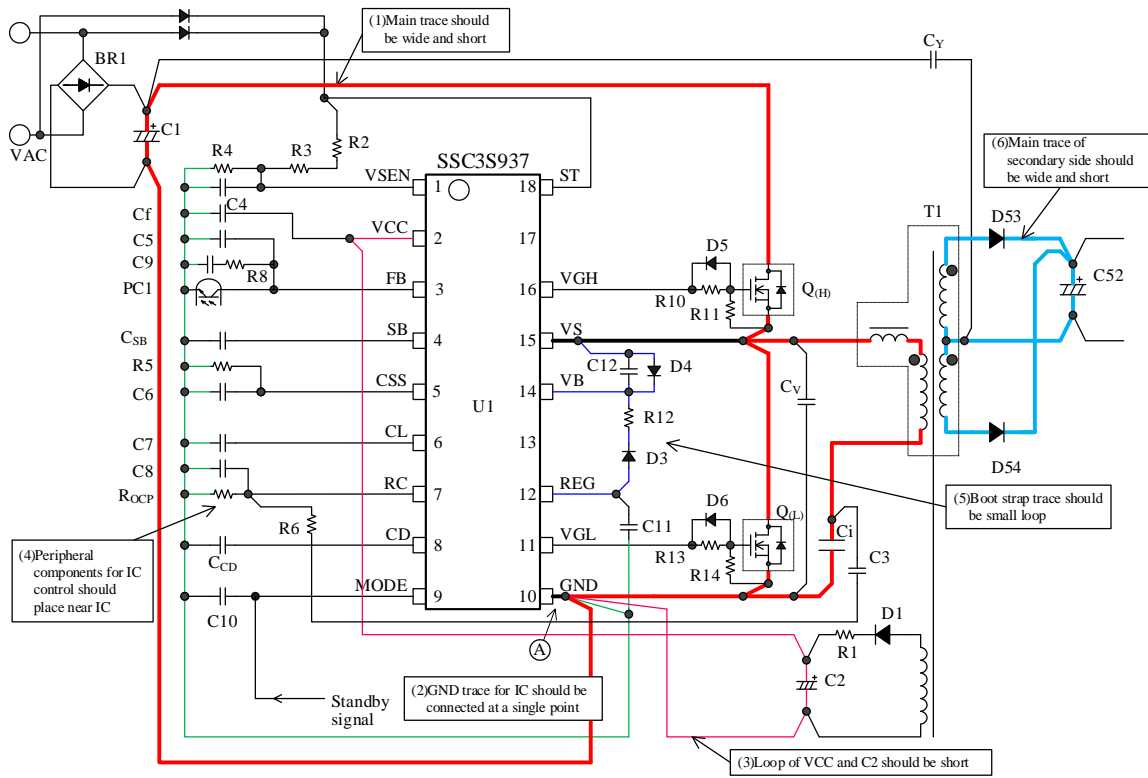 (1)Main trace should
be wide and short
BR1
C1
VAC
R2
R4
R3
SSC3S937
CY
(6)Main trace of
secondary side should
be wide and short
VSEN
1
18
ST
Cf
C4
VCC
2
17
T1
D53
C5
C9
R8
PC1
FB
3
16
VGH
D5
R10
R11
Q(H)
C52
CSB
SB
4
15
VS
R5
C6
CSS
5
14
VB
C12
D4
CV
U1
R12
C7
CL
6
13
D3
D54
C8
ROCP
RC
7
12
REG
(5)Boot strap trace should
be small loop
R6
C11
D6
Q(L)
Ci
(4)Peripheral
components for IC
control should
place near IC
CCD
CD
8
11
VGL
R13
R14
C3
C10
MODE
9
10
GND
A
D1
R1
C2
Standby
signal
(2)GND trace for IC should be
connected at a single point
(3)Loop of VCC and C2 should be short